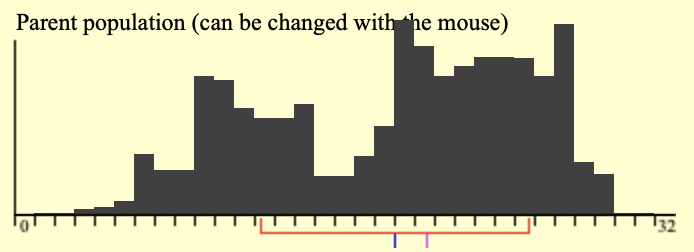 Parent population (can be changed with the mouse)
0 32